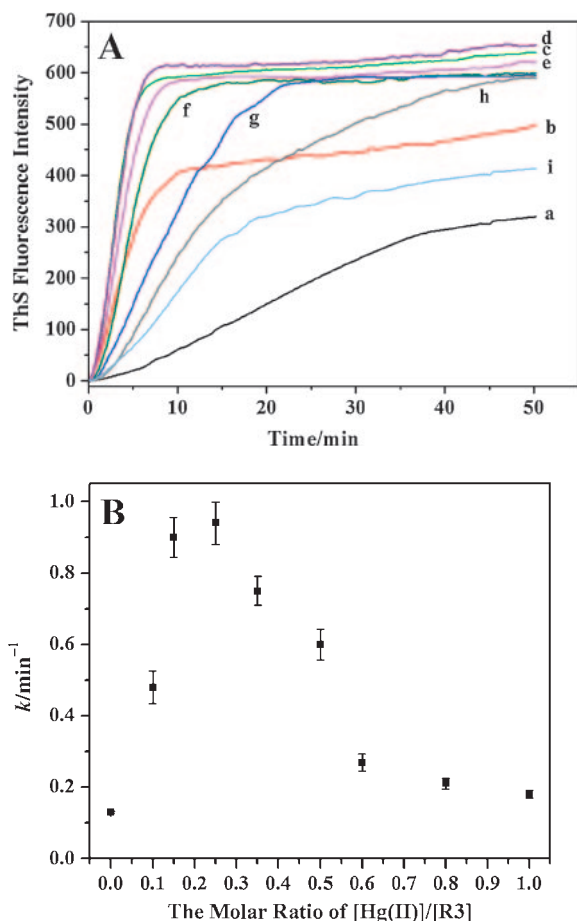 A
ThS Fluorescence Intensity
700
600
500
400
300
200
100
0
d
c
e
f
g
h
b
i
a
0 10 20 30 40 50
Time/min
B
k/min⁻¹
1.0
0.8
0.6
0.4
0.2
0.0
0.0 0.1 0.2 0.3 0.4 0.5 0.6 0.7 0.8 0.9 1.0
The Molar Ratio of [Hg(II)]/[R3]